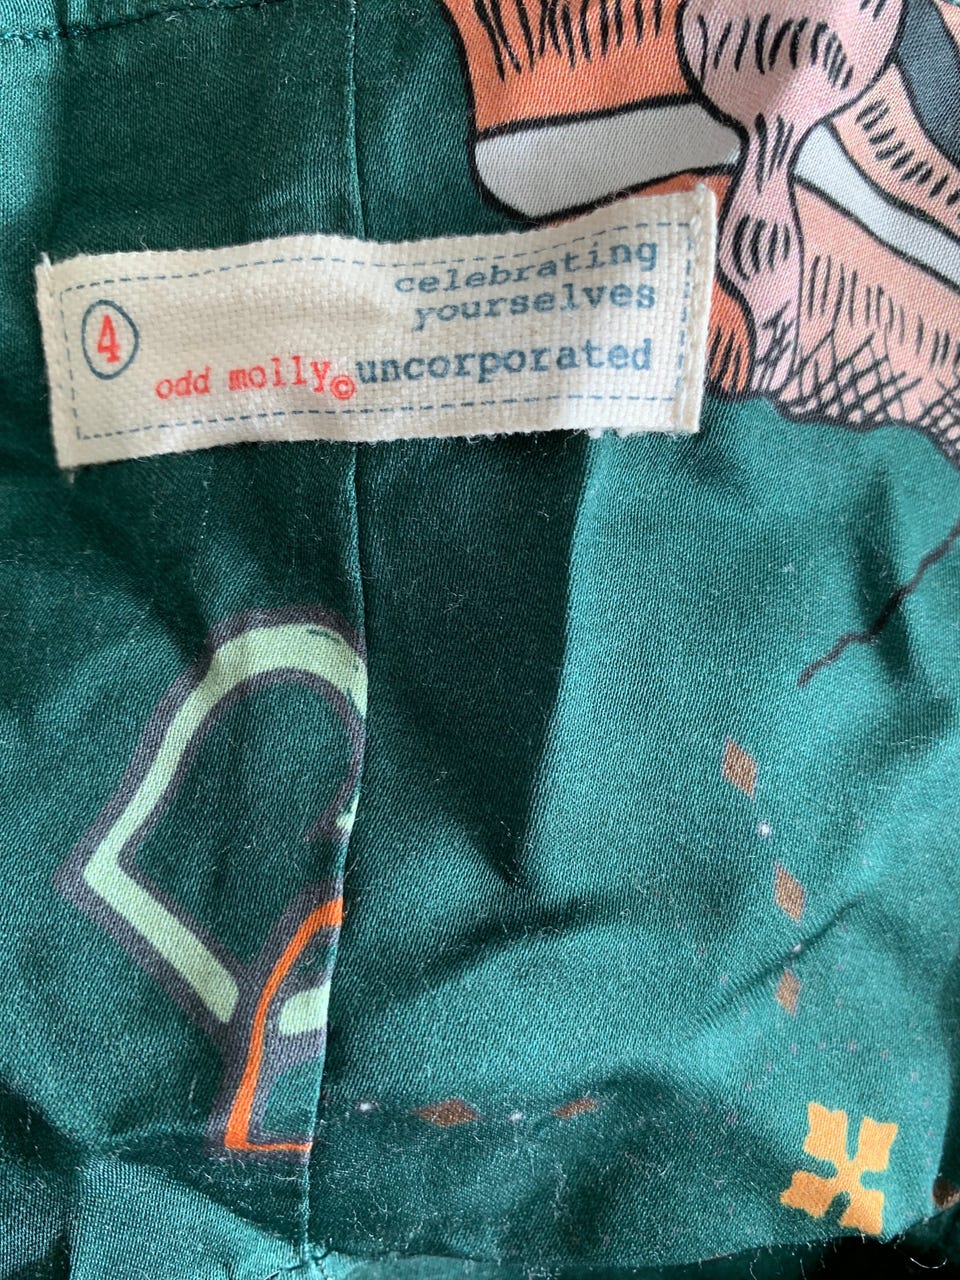 celebrating
yourselves
4
odd molly© uncorporated